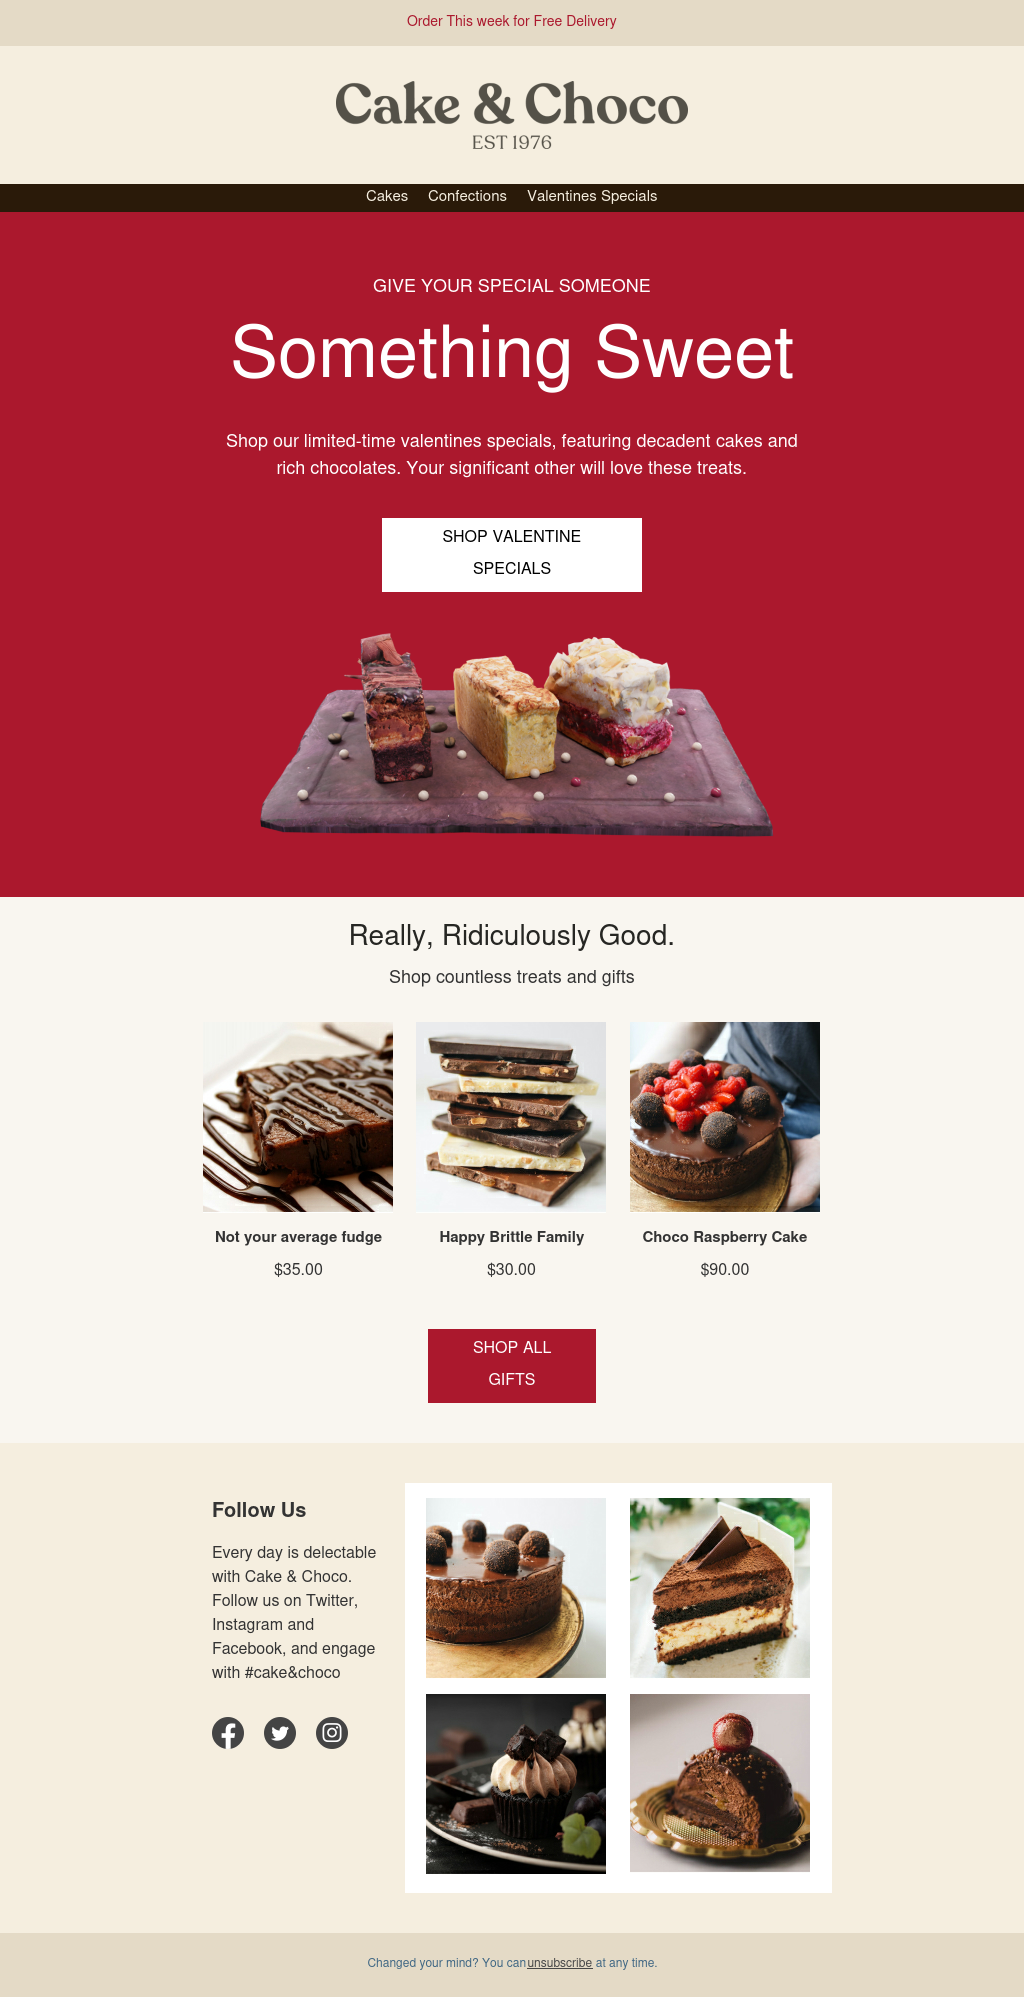 Order This week for Free Delivery
Cake & Choco
EST 1976
Cakes Confections Valentines Specials
GIVE YOUR SPECIAL SOMEONE
Something Sweet
Shop our limited-time valentines specials, featuring decadent cakes and
rich chocolates. Your significant other will love these treats.
SHOP VALENTINE
SPECIALS
Really, Ridiculously Good.
Shop countless treats and gifts
Not your average fudge
$35.00
Happy Brittle Family
$30.00
Choco Raspberry Cake
$90.00
SHOP ALL
GIFTS
Follow Us
Every day is delectable
with Cake & Choco.
Follow us on Twitter,
Instagram and
Facebook, and engage
with #cake&choco
Changed your mind? You can unsubscribe at any time.